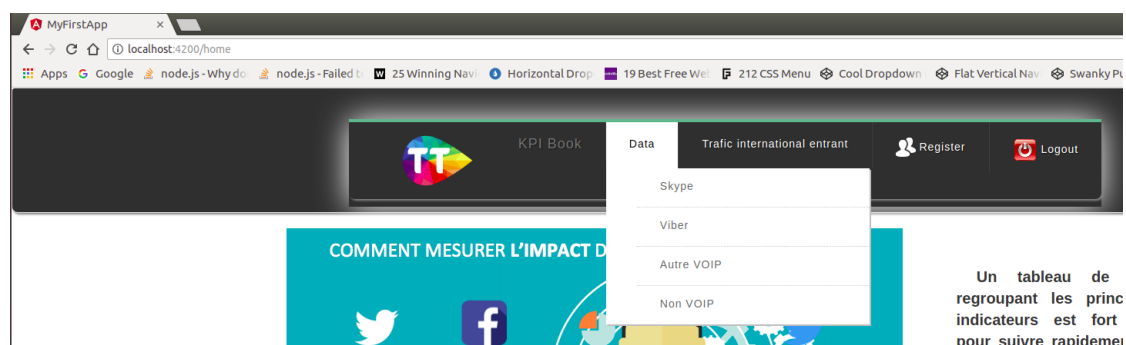 MyFirstApp
localhost:4200/home
Apps Google node.js - Why do node.js - Failed t 25 Winning Navi Horizontal Drop 19 Best Free We 212 CSS Menu Cool Dropdown Flat Vertical Nav Swanky Pu
TT KPI Book Data Trafic international entrant Register Logout
Skype
Viber
Autre VOIP
Non VOIP
COMMENT MESURER L'IMPACT D
Un tableau de
regroupant les princ
indicateurs est fort
pour suivre rapidemen